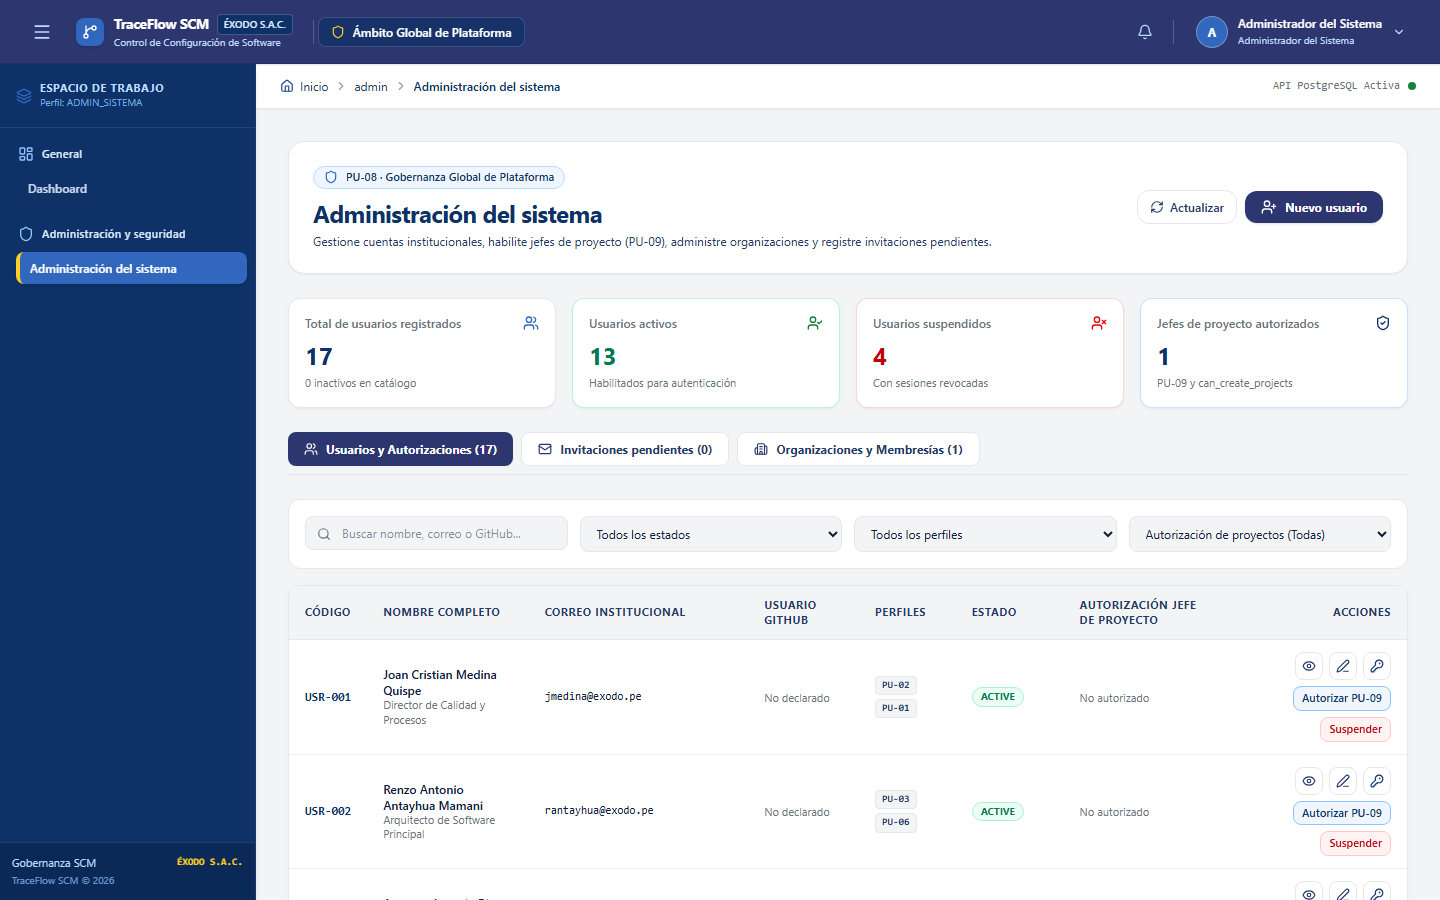 TraceFlow SCM
ÉXODO S.A.C.
Control de Configuración de Software
Ámbito Global de Plataforma
A
Administrador del Sistema
Administrador del Sistema
ESPACIO DE TRABAJO
Perfil: ADMIN_SISTEMA
General
Dashboard
Administración y seguridad
Administración del sistema
Gobernanza SCM
ÉXODO S.A.C.
TraceFlow SCM © 2026
Inicio > admin > Administración del sistema
API PostgreSQL Activa
PU-08 · Gobernanza Global de Plataforma
Administración del sistema
Gestione cuentas institucionales, habilite jefes de proyecto (PU-09), administre organizaciones y registre invitaciones pendientes.
Actualizar
Nuevo usuario
Total de usuarios registrados
17
0 inactivos en catálogo
Usuarios activos
13
Habilitados para autenticación
Usuarios suspendidos
4
Con sesiones revocadas
Jefes de proyecto autorizados
1
PU-09 y can_create_projects
Usuarios y Autorizaciones (17)
Invitaciones pendientes (0)
Organizaciones y Membresías (1)
Buscar nombre, correo o GitHub...
Todos los estados
Todos los perfiles
Autorización de proyectos (Todas)
CÓDIGO
NOMBRE COMPLETO
CORREO INSTITUCIONAL
USUARIO
GITHUB
PERFILES
ESTADO
AUTORIZACIÓN JEFE
DE PROYECTO
ACCIONES
USR-001
Joan Cristian Medina
Quispe
Director de Calidad y
Procesos
jmedina@exodo.pe
No declarado
PU-02
PU-01
ACTIVE
No autorizado
Autorizar PU-09
Suspender
USR-002
Renzo Antonio
Antayhua Mamani
Arquitecto de Software
Principal
rantayhua@exodo.pe
No declarado
PU-03
PU-06
ACTIVE
No autorizado
Autorizar PU-09
Suspender